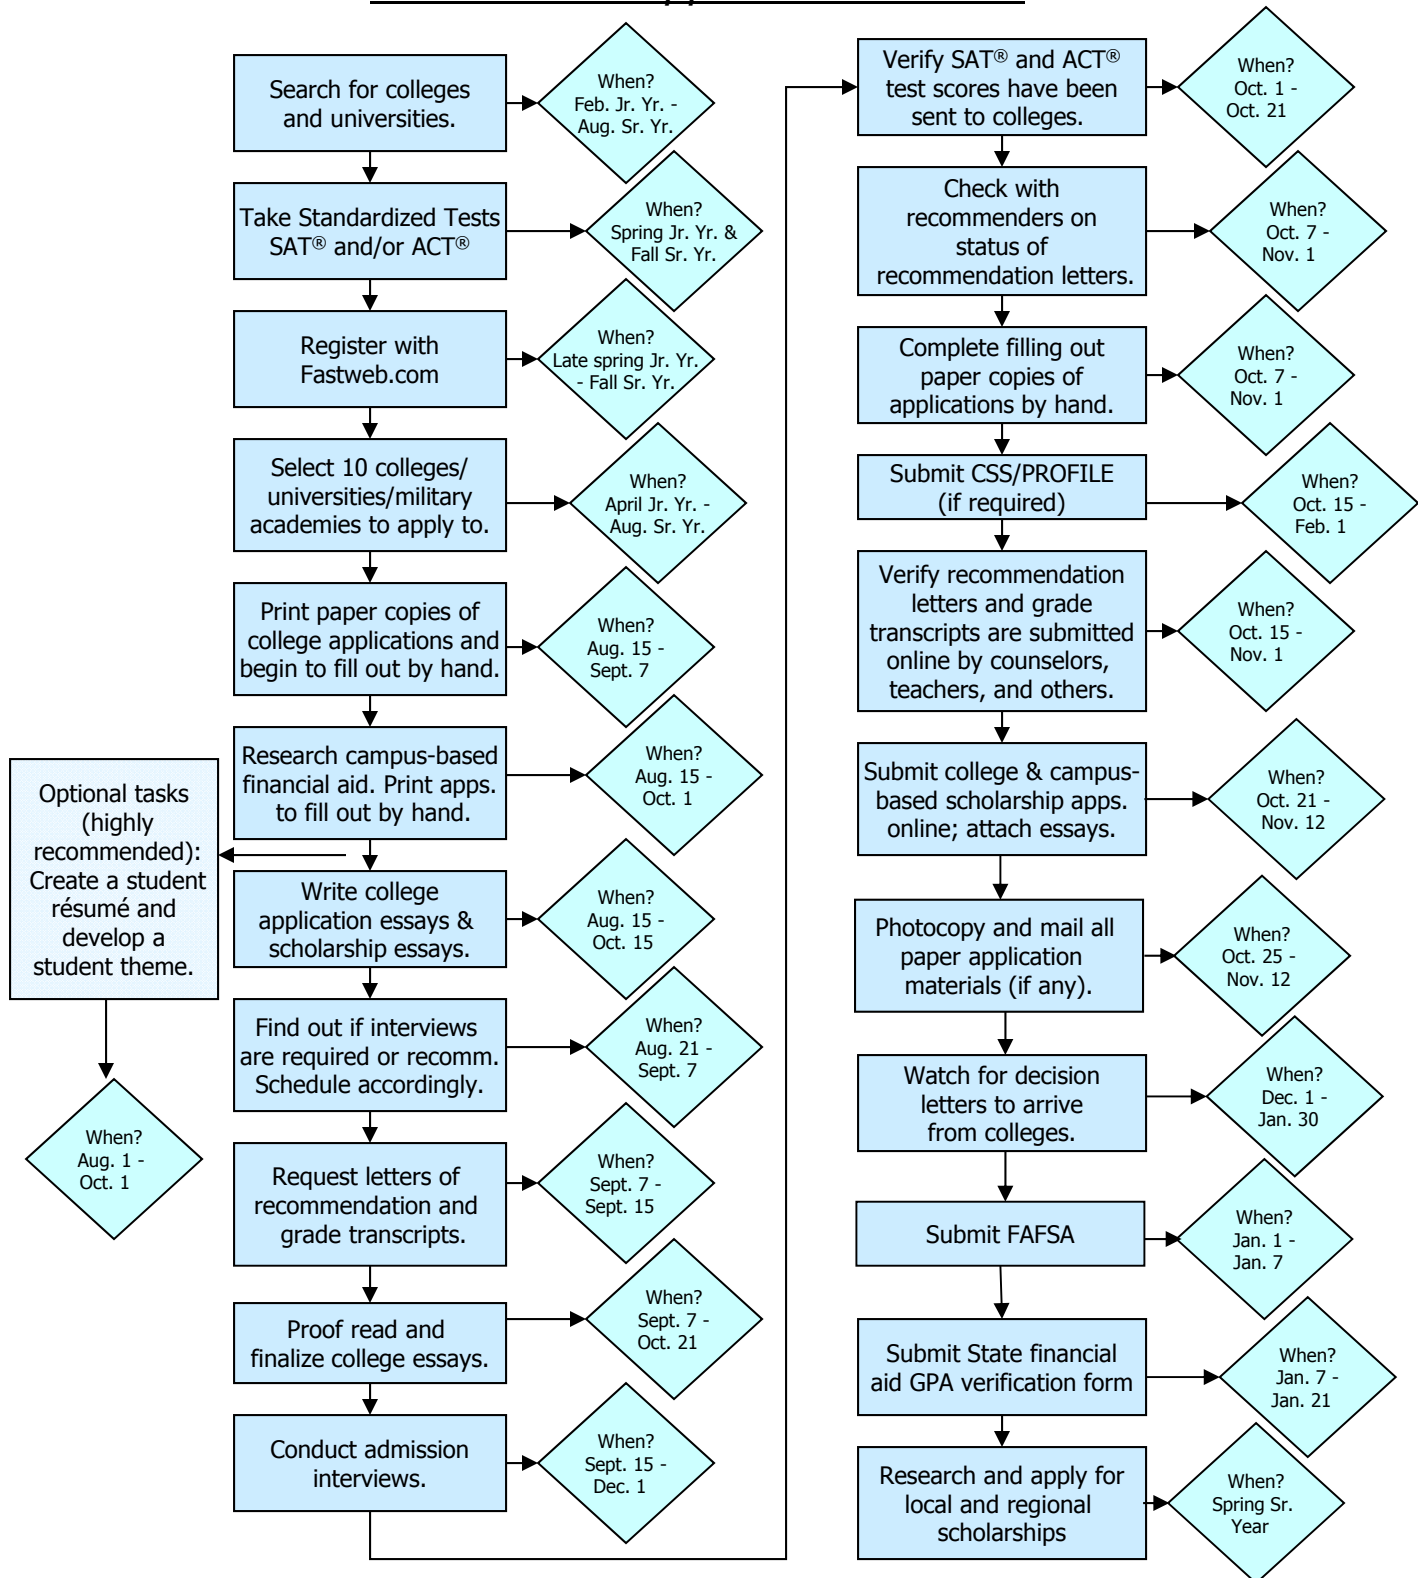 Search for colleges
and universities.
When?
Feb. Jr. Yr. -
Aug. Sr. Yr.
Take Standardized Tests
SAT® and/or ACT®
When?
Spring Jr. Yr. &
Fall Sr. Yr.
Register with
Fastweb.com
When?
Late spring Jr. Yr.
- Fall Sr. Yr.
Select 10 colleges/
universities/military
academies to apply to.
When?
April Jr. Yr. -
Aug. Sr. Yr.
Print paper copies of
college applications and
begin to fill out by hand.
When?
Aug. 15 -
Sept. 7
Research campus-based
financial aid. Print apps.
to fill out by hand.
When?
Aug. 15 -
Oct. 1
Optional tasks
(highly
recommended):
Create a student
résumé and
develop a
student theme.
When?
Aug. 1 -
Oct. 1
Write college
application essays &
scholarship essays.
When?
Aug. 15 -
Oct. 15
Find out if interviews
are required or recomm.
Schedule accordingly.
When?
Aug. 21 -
Sept. 7
Request letters of
recommendation and
grade transcripts.
When?
Sept. 7 -
Sept. 15
Proof read and
finalize college essays.
When?
Sept. 7 -
Oct. 21
Conduct admission
interviews.
When?
Sept. 15 -
Dec. 1
Verify SAT® and ACT®
test scores have been
sent to colleges.
When?
Oct. 1 -
Oct. 21
Check with
recommenders on
status of
recommendation letters.
When?
Oct. 7 -
Nov. 1
Complete filling out
paper copies of
applications by hand.
When?
Oct. 7 -
Nov. 1
Submit CSS/PROFILE
(if required)
When?
Oct. 15 -
Feb. 1
Verify recommendation
letters and grade
transcripts are submitted
online by counselors,
teachers, and others.
When?
Oct. 15 -
Nov. 1
Submit college & campus-
based scholarship apps.
online; attach essays.
When?
Oct. 21 -
Nov. 12
Photocopy and mail all
paper application
materials (if any).
When?
Oct. 25 -
Nov. 12
Watch for decision
letters to arrive
from colleges.
When?
Dec. 1 -
Jan. 30
Submit FAFSA
When?
Jan. 1 -
Jan. 7
Submit State financial
aid GPA verification form
When?
Jan. 7 -
Jan. 21
Research and apply for
local and regional
scholarships
When?
Spring Sr.
Year